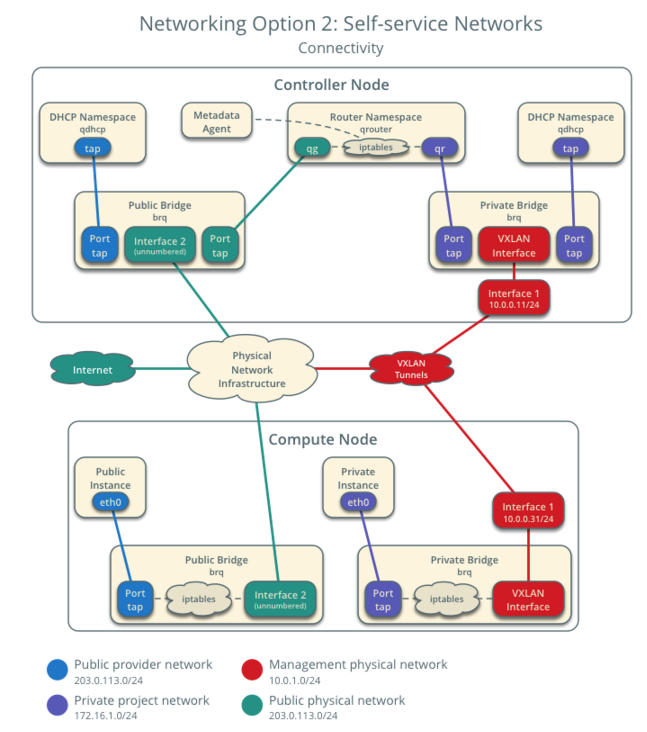 Networking Option 2: Self-service Networks
Connectivity
Controller Node
DHCP Namespace
qdhcp
tap
Metadata
Agent
Router Namespace
qrouter
qg
iptables
qr
DHCP Namespace
qdhcp
tap
Public Bridge
brq
Port
tap
Interface 2
(unnumbered)
Port
tap
Private Bridge
brq
Port
tap
VXLAN
Interface
Port
tap
Interface 1
10.0.0.11/24
Internet
Physical
Network
Infrastructure
VXLAN
Tunnels
Compute Node
Public
Instance
eth0
Private
Instance
eth0
Interface 1
10.0.0.31/24
Public Bridge
brq
Port
tap
iptables
Interface 2
(unnumbered)
Private Bridge
brq
Port
tap
iptables
VXLAN
Interface
Public provider network
203.0.113.0/24
Management physical network
10.0.1.0/24
Private project network
172.16.1.0/24
Public physical network
203.0.113.0/24